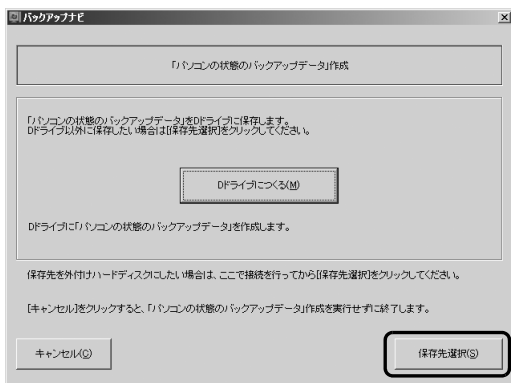 バックアップナビ
「パソコンの状態のバックアップデータ」作成
「パソコンの状態のバックアップデータ」をDドライブに保存します。
Dドライブ以外に保存したい場合は[保存先選択]をクリックしてください。
Dドライブにつくる(M)
Dドライブに「パソコンの状態のバックアップデータ」を作成します。
保存先を外付けハードディスクにしたい場合は、ここで接続を行ってから[保存先選択]をクリックしてください。
[キャンセル]をクリックすると、「パソコンの状態のバックアップデータ」作成を実行せずに終了します。
キャンセル(C)
保存先選択(S)